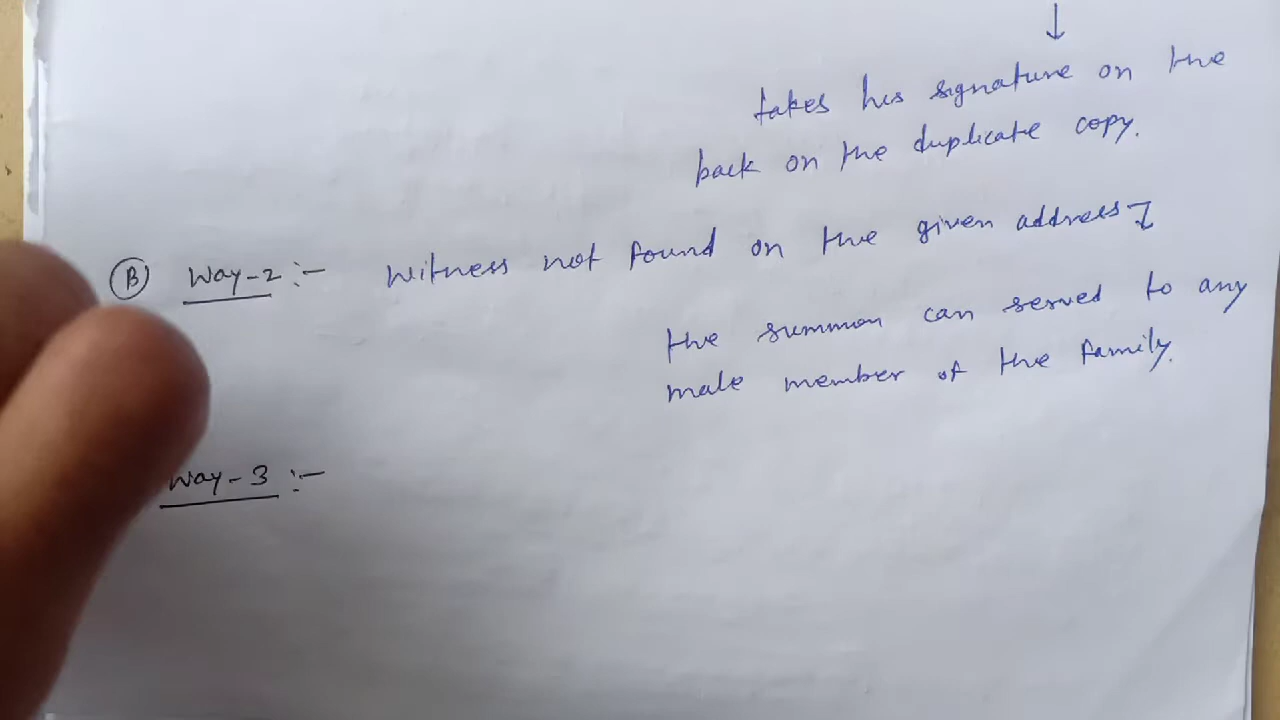 takes his signature on the
back on the duplicate copy.
(B) Way-2 :- Witness not found on the given address :-
the summon can served to any
male member of the family.
Way-3 :-